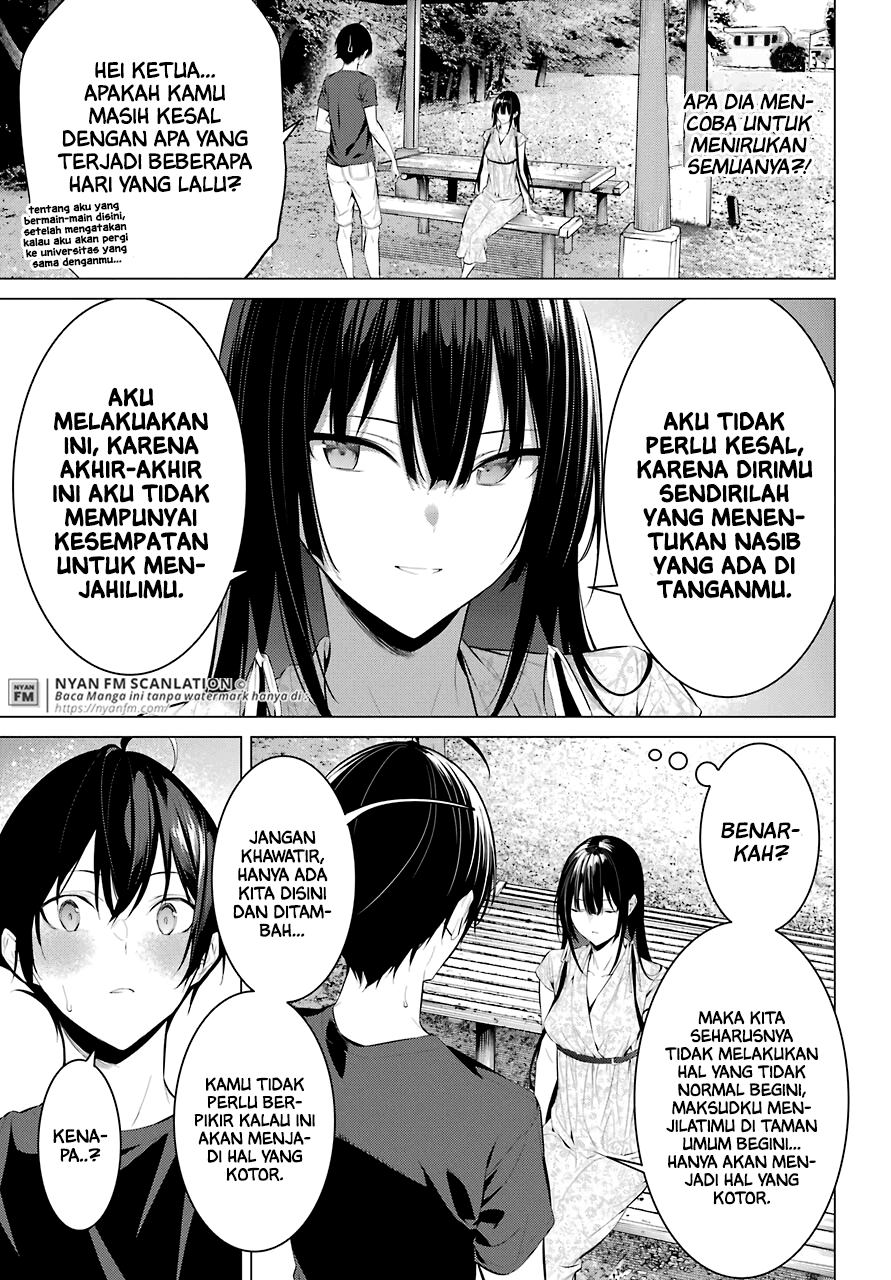 HEI KETUA...
APAKAH KAMU
MASIH KESAL
DENGAN APA YANG
TERJADI BEBERAPA
HARI YANG LALU?
tentang aku yang
bermain-main disini,
setelah mengatakan
kalau aku akan pergi
ke universitas yang
sama denganmu...
APA DIA MEN-
COBA UNTUK
MENIRUKAN
SEMUANYA?!
AKU TIDAK
PERLU KESAL,
KARENA DIRIMU
SENDIRILAH
YANG MENEN-
TUKAN NASIB
YANG ADA DI
TANGANMU.
AKU
MELAKUAKAN
INI, KARENA
AKHIR-AKHIR
INI AKU TIDAK
MEMPUNYAI
KESEMPATAN
UNTUK MEN-
JAHILIMU.
NYAN
FM
NYAN FM SCANLATION ©
Baca Manga ini tanpa watermark hanya di :
https://nyanfm.com/
BENAR-
KAH?
MAKA KITA
SEHARUSNYA
TIDAK MELAKUKAN
HAL YANG TIDAK
NORMAL BEGINI,
MAKSUDKU MEN-
JILATIMU DI TAMAN
UMUM BEGINI...
HANYA AKAN MEN-
JADI HAL YANG
KOTOR.
JANGAN
KHAWATIR,
HANYA ADA
KITA DISINI
DAN DITAM-
BAH...
KAMU TIDAK
PERLU BER-
PIKIR KALAU INI
AKAN MENJA-
DI HAL YANG
KOTOR.
KENA-
PA..?